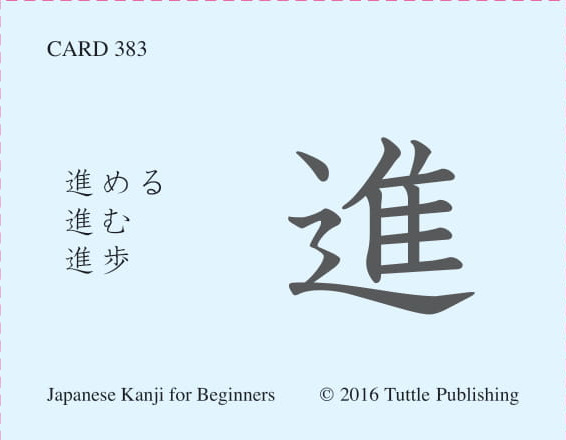 CARD 383
進める
進む
進歩
進
Japanese Kanji for Beginners © 2016 Tuttle Publishing